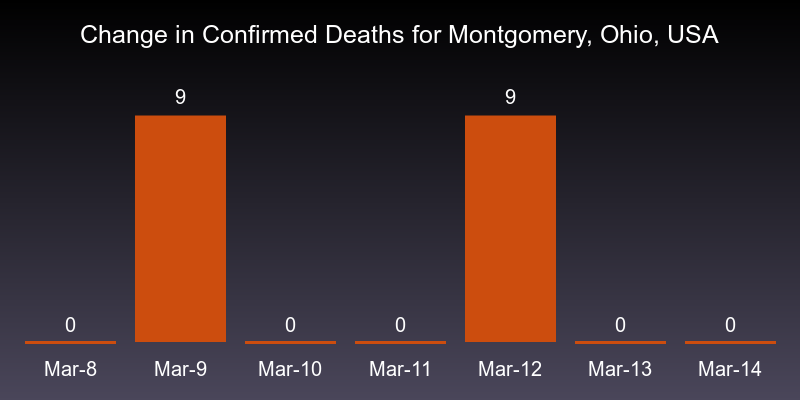 Change in Confirmed Deaths for Montgomery, Ohio, USA
9 9
0 0 0 0 0
Mar-8 Mar-9 Mar-10 Mar-11 Mar-12 Mar-13 Mar-14